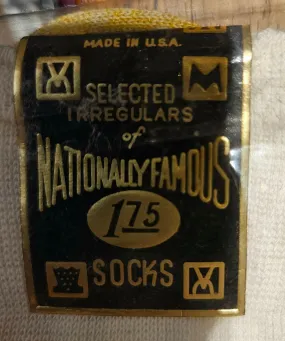 MADE IN U.S.A.
SELECTED
IRREGULARS
of
NATIONALLY FAMOUS
1.75
SOCKS